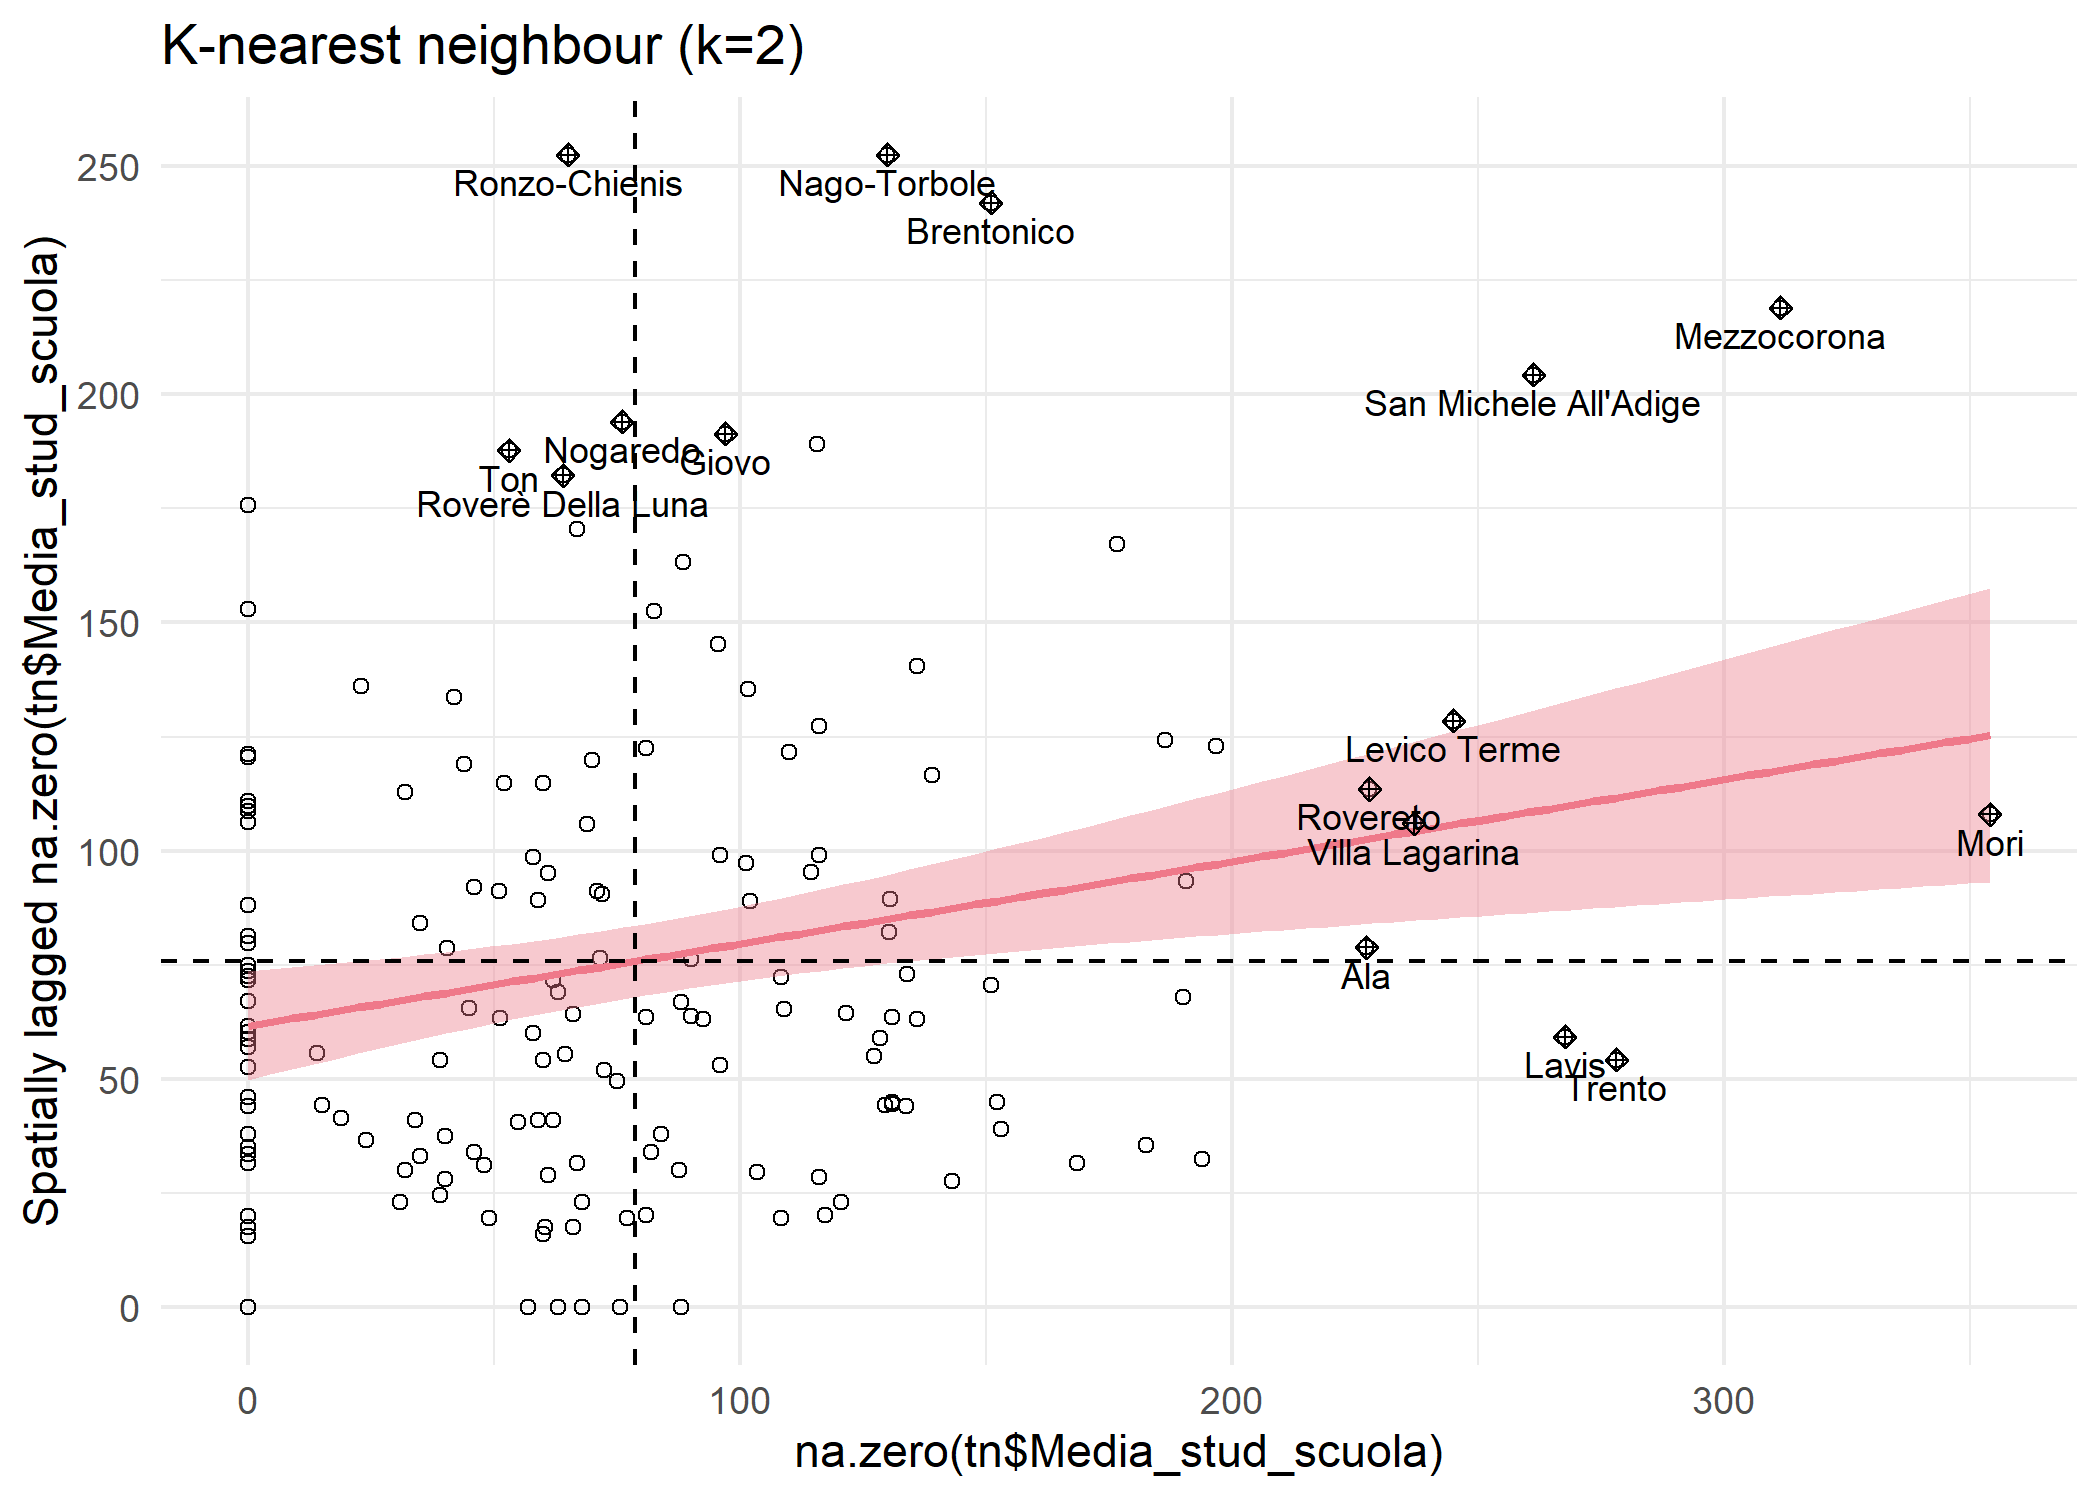 K-nearest neighbour (k=2)
Spatially lagged na.zero(tn$Media_stud_scuola)
250
200
150
100
50
0
Ronzo-Chienis
Nago-Torbole
Brentonico
Mezzocorona
San Michele All'Adige
Nogaredo
Giovo
Ton
Roverè Della Luna
Levico Terme
Rovereto
Villa Lagarina
Mori
Ala
Lavis
Trento
0
100
200
300
na.zero(tn$Media_stud_scuola)